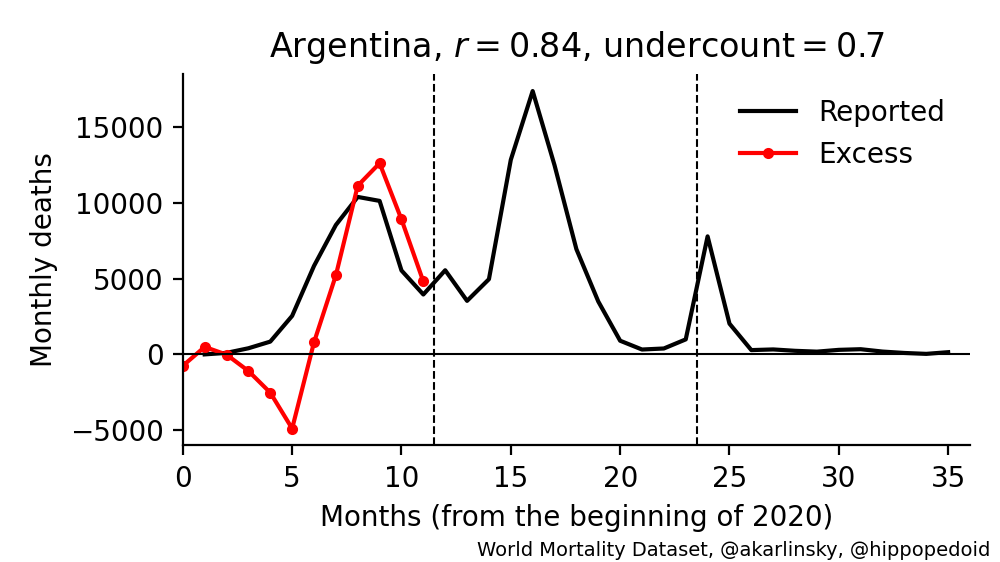 Argentina, r = 0.84, undercount = 0.7
Reported
Excess
Monthly deaths
15000
10000
5000
0
−5000
0 5 10 15 20 25 30 35
Months (from the beginning of 2020)
World Mortality Dataset, @akarlinsky, @hippopedoid